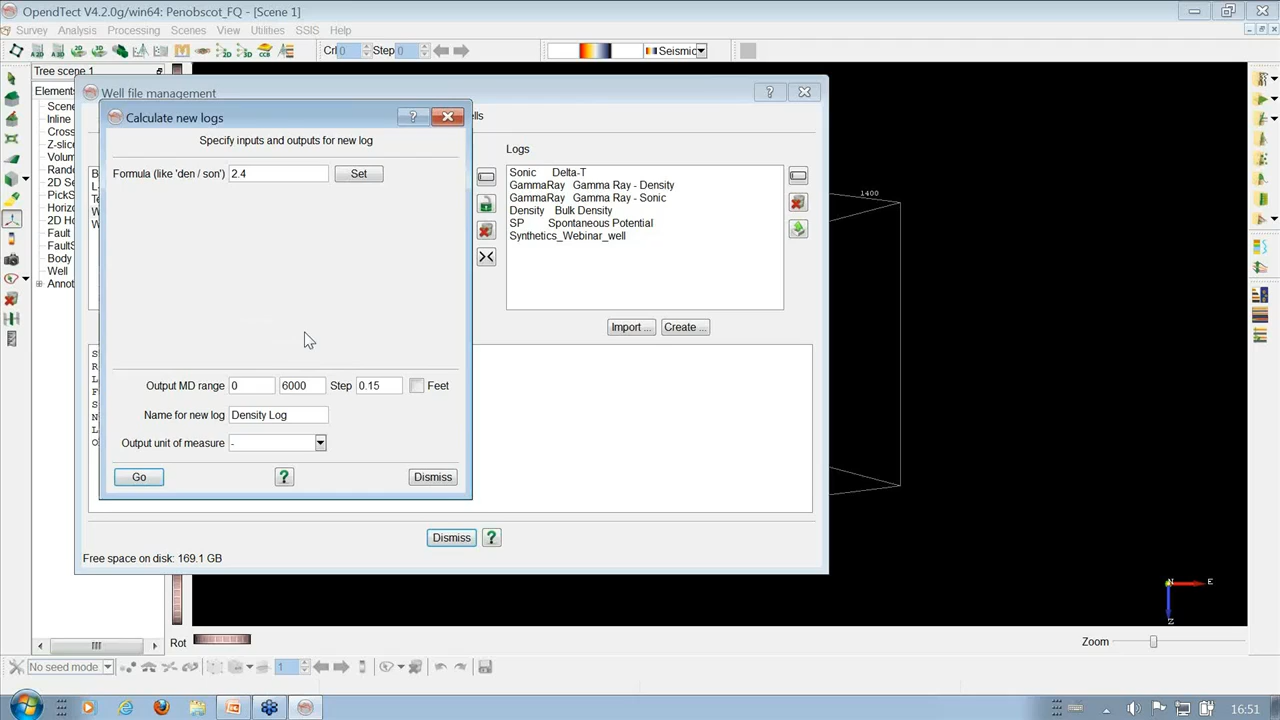 OpendTect V4.2.0g/win64: Penobscot_FQ - [Scene 1]
Survey Analysis Processing Scenes View Utilities SSIS Help
Crl 0 Step 0 Seismic
Tree scene 1
Elements
Scene
Inline
Cross
Z-slice
Volum
Rando
2D Se
PickS
Horizo
2D Ho
Fault
FaultS
Body
Well
Annot
Well file management
Calculate new logs
Specify inputs and outputs for new log
Formula (like 'den / son') 2.4 Set
Output MD range 0 6000 Step 0.15 Feet
Name for new log Density Log
Output unit of measure -
Go ? Dismiss
ells
Logs
Sonic Delta-T
GammaRay Gamma Ray - Density
GammaRay Gamma Ray - Sonic
Density Bulk Density
SP Spontaneous Potential
Synthetics_Webinar_well
Import ... Create ...
Dismiss ?
Free space on disk: 169.1 GB
1400
N E
Z
Rot
Zoom
No seed mode 1
16:51